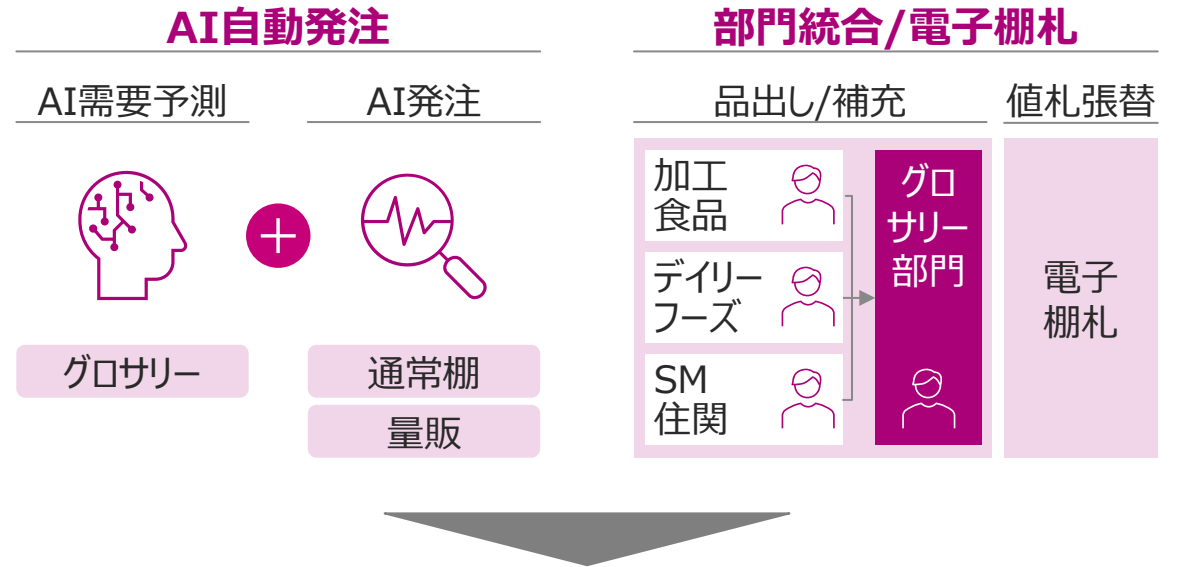 AI自動発注
AI需要予測
AI発注
グロサリー
通常棚
量販
部門統合/電子棚札
品出し/補充
値札張替
加工
食品
デイリー
フーズ
SM
住関
グロ
サリー
部門
電子
棚札